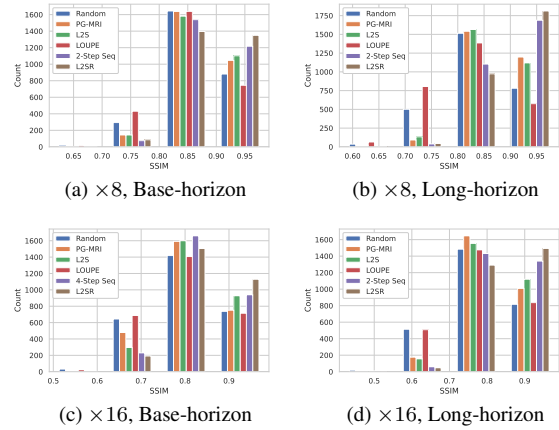 Count
1600
1400
1200
1000
800
600
400
200
0
Random
PG-MRI
L2S
LOUPE
2-Step Seq
L2SR
0.65 0.70 0.75 0.80 0.85 0.90 0.95
SSIM
(a) ×8, Base-horizon
Count
1750
1500
1250
1000
750
500
250
0
Random
PG-MRI
L2S
LOUPE
2-Step Seq
L2SR
0.60 0.65 0.70 0.75 0.80 0.85 0.90 0.95
SSIM
(b) ×8, Long-horizon
Count
1600
1400
1200
1000
800
600
400
200
0
Random
PG-MRI
L2S
LOUPE
4-Step Seq
L2SR
0.5 0.6 0.7 0.8 0.9
SSIM
(c) ×16, Base-horizon
Count
1600
1400
1200
1000
800
600
400
200
0
Random
PG-MRI
L2S
LOUPE
2-Step Seq
L2SR
0.5 0.6 0.7 0.8 0.9
SSIM
(d) ×16, Long-horizon